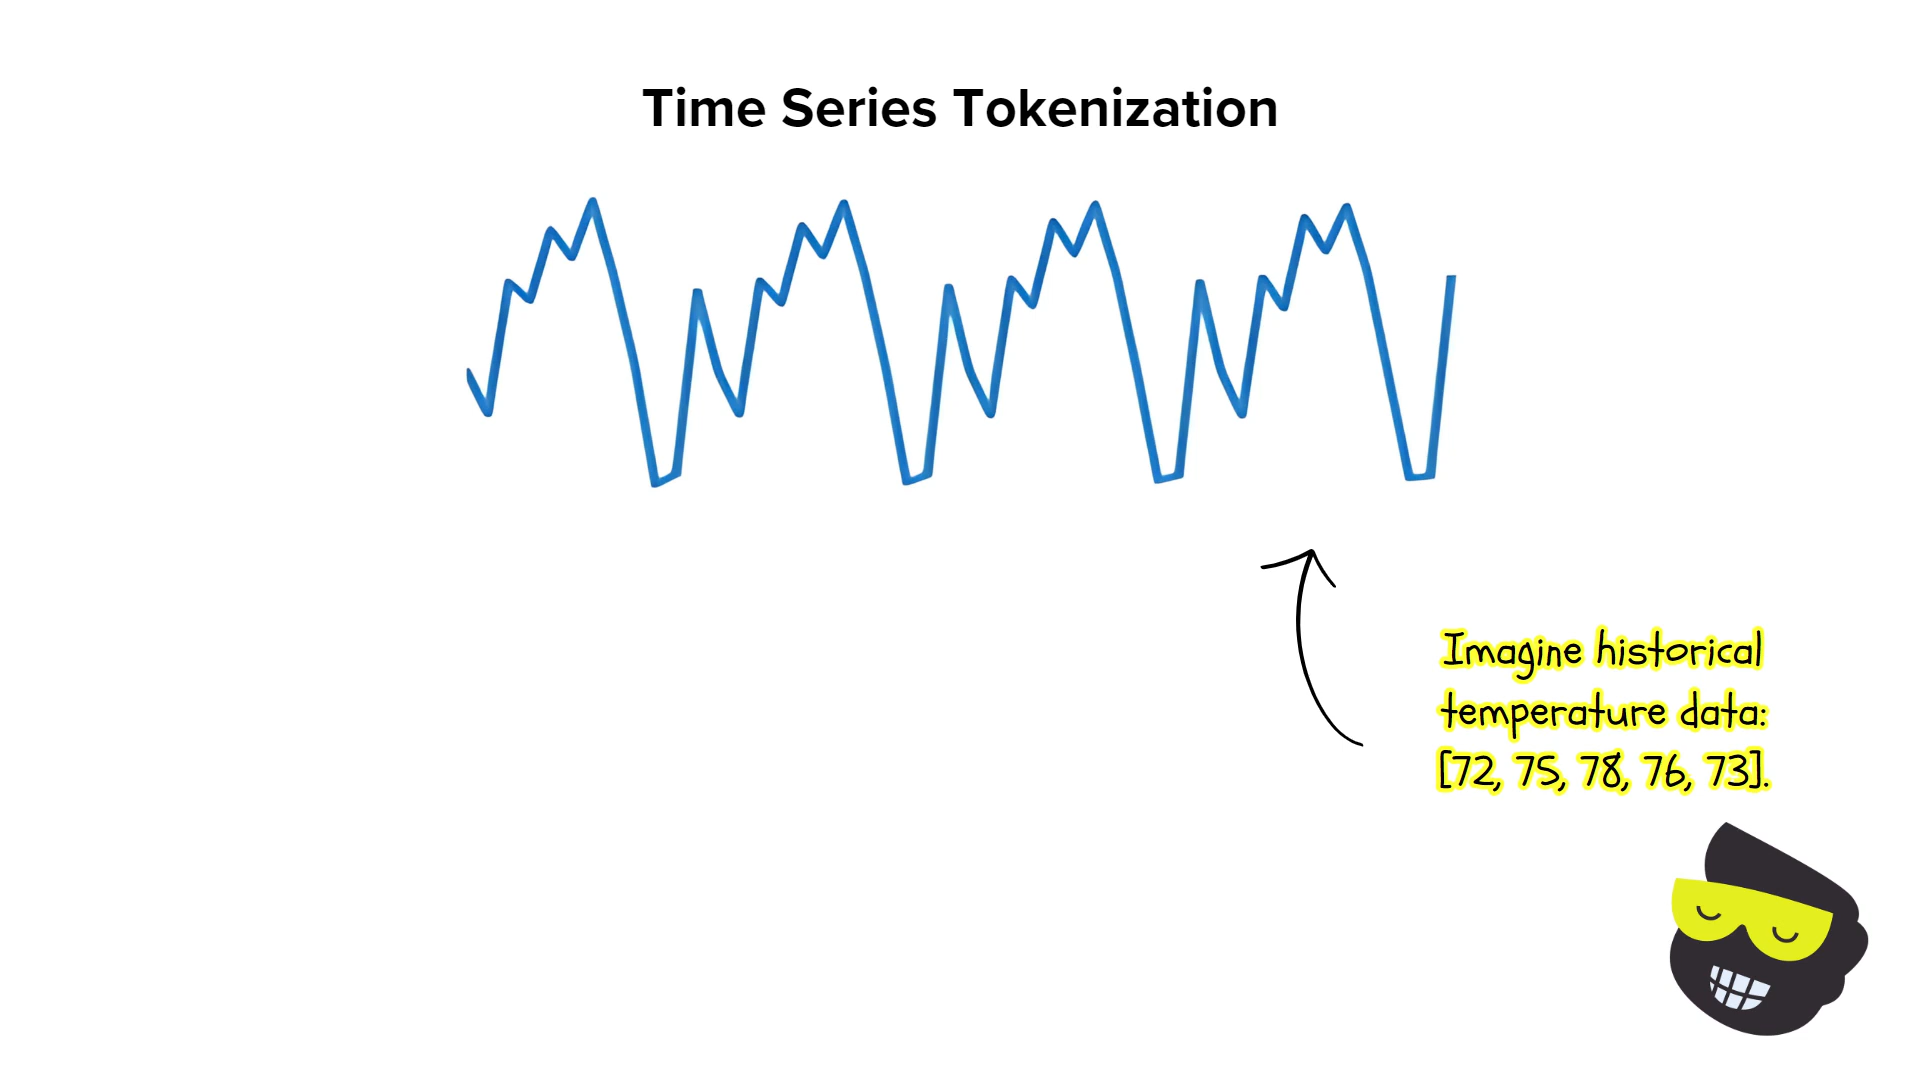 Time Series Tokenization
Imagine historical
temperature data:
[72, 75, 78, 76, 73].